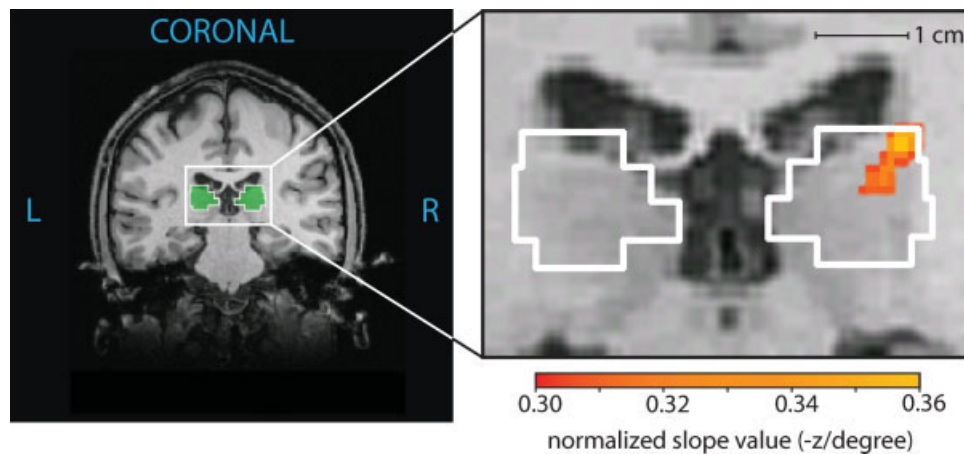 CORONAL
L
R
1 cm
0.30
0.32
0.34
0.36
normalized slope value (-z/degree)